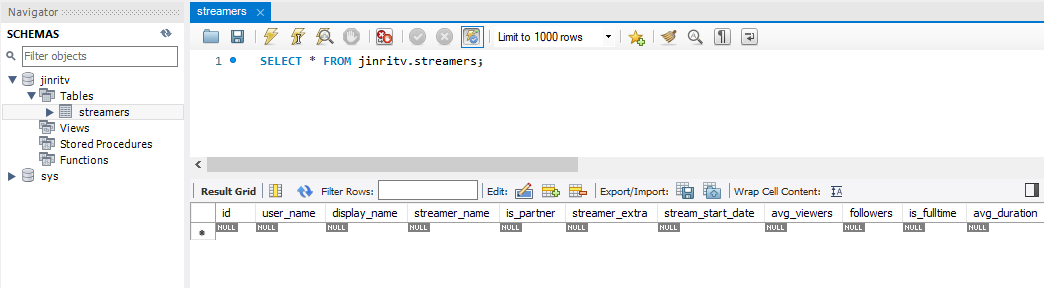 Navigator
SCHEMAS
Filter objects
jinritv
Tables
streamers
Views
Stored Procedures
Functions
sys
streamers
Limit to 1000 rows
1 SELECT * FROM jinritv.streamers;
Result Grid Filter Rows: Edit: Export/Import: Wrap Cell Content: IA
id user_name display_name streamer_name is_partner streamer_extra stream_start_date avg_viewers followers is_fulltime avg_duration
NULL NULL NULL NULL NULL NULL NULL NULL NULL NULL NULL